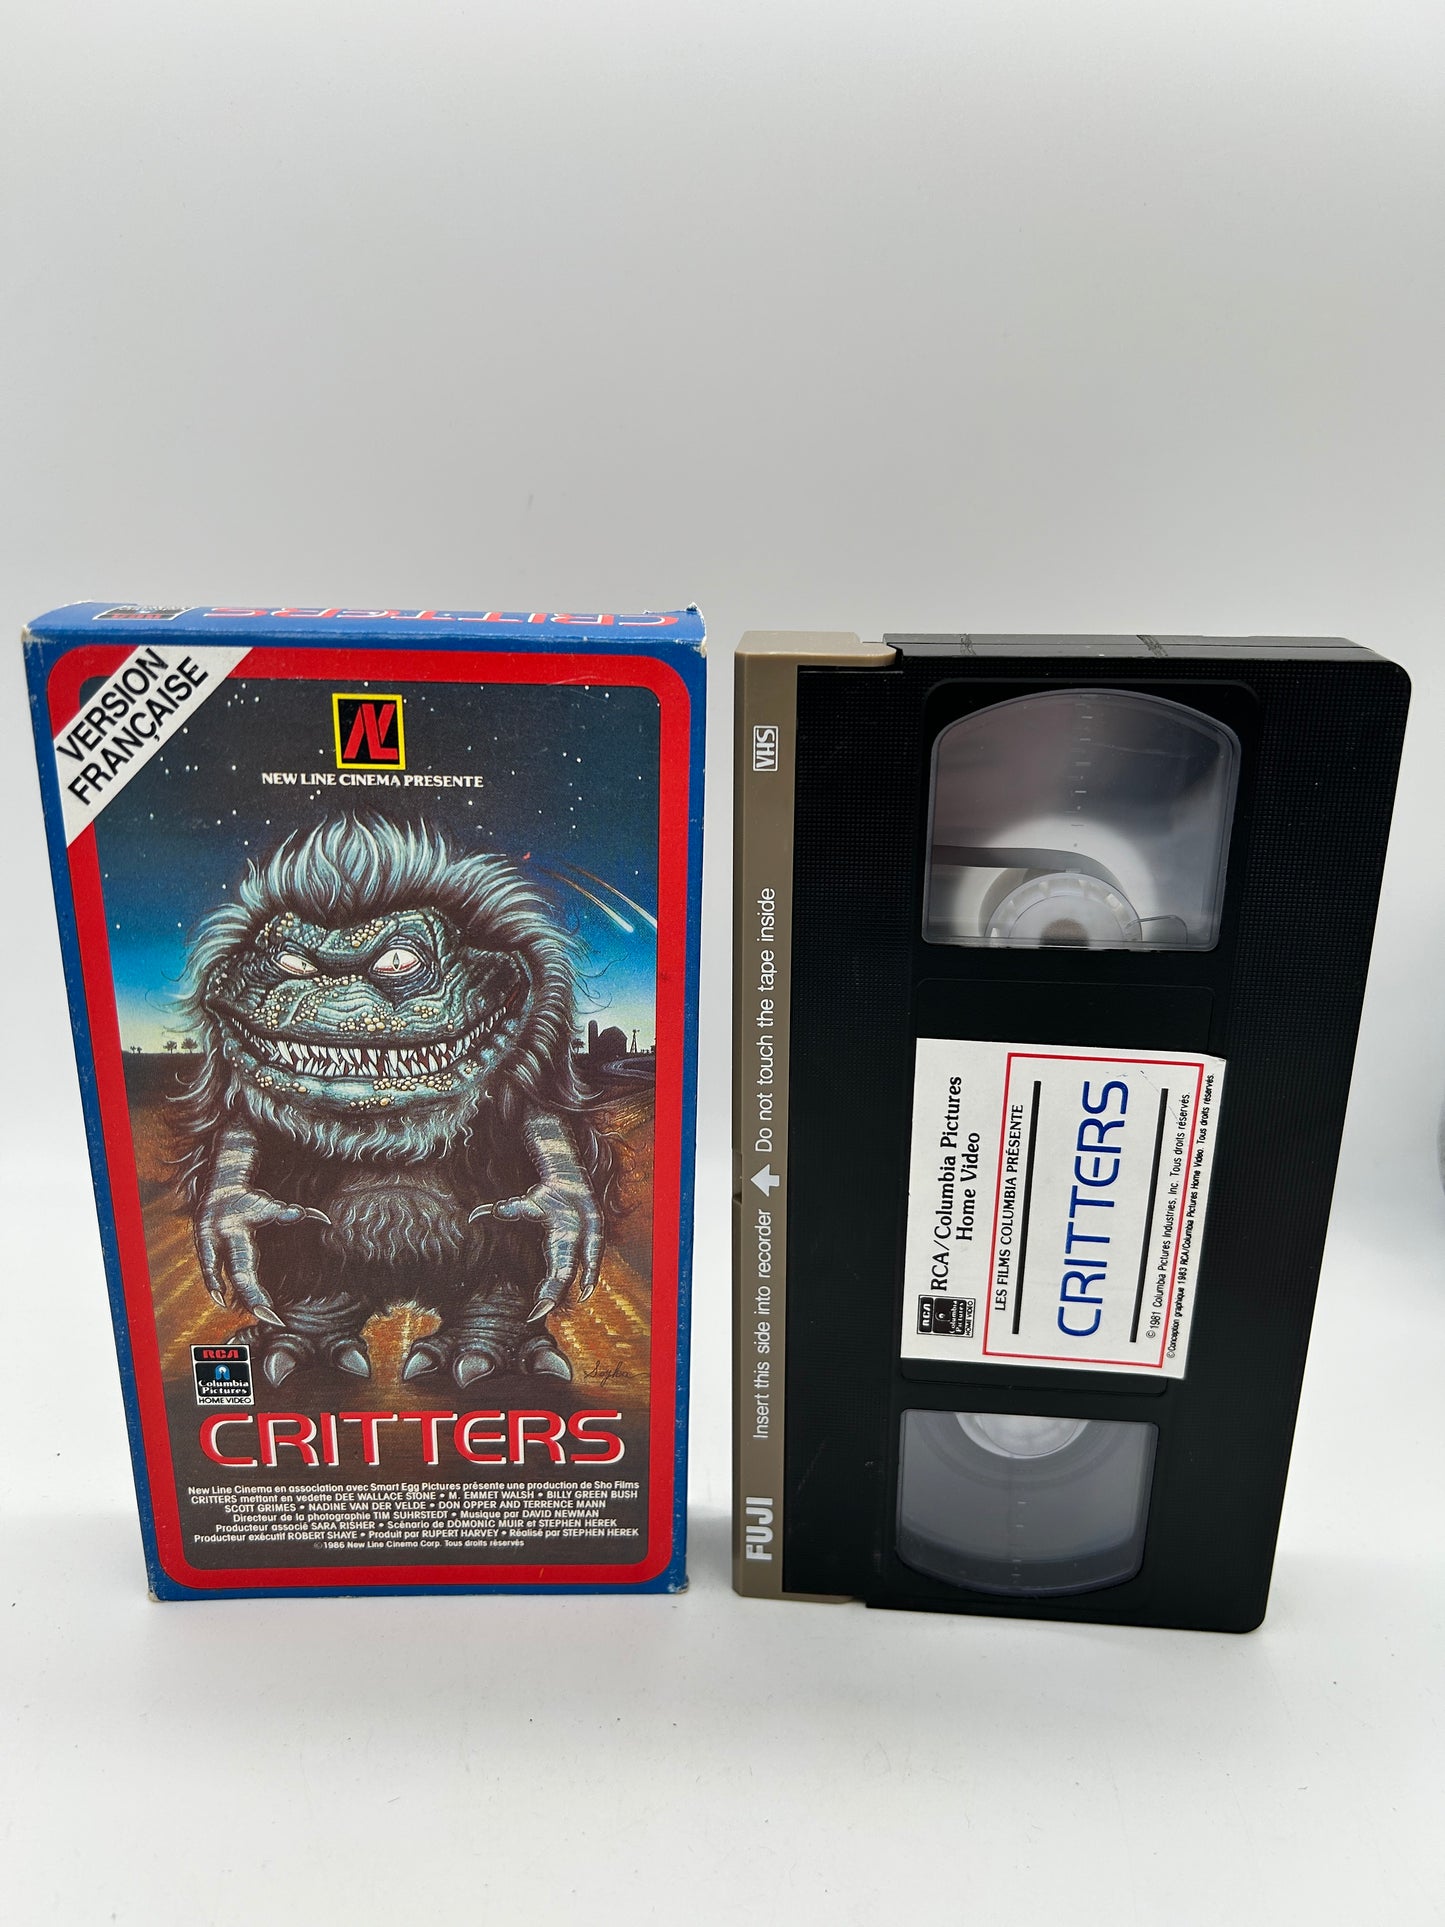 CRITTERS
VERSION
FRANÇAISE
NL
NEW LINE CINEMA PRESENTE
Soyka
RCA
Columbia
Pictures
HOME VIDEO
CRITTERS
New Line Cinema en association avec Smart Egg Pictures présente une production de Sho Films
CRITTERS mettant en vedette DEE WALLACE STONE • M. EMMET WALSH • BILLY GREEN BUSH
SCOTT GRIMES • NADINE VAN DER VELDE • DON OPPER AND TERRENCE MANN
Directeur de la photographie TIM SUHRSTEDT • Musique par DAVID NEWMAN
Producteur associé SARA RISHER • Scénario de DOMONIC MUIR et STEPHEN HEREK
Producteur exécutif ROBERT SHAYE • Produit par RUPERT HARVEY • Réalisé par STEPHEN HEREK
©1986 New Line Cinema Corp. Tous droits réservés
FUJI Insert this side into recorder Do not touch the tape inside VHS
RCA
Columbia
Pictures
HOME VIDEO
RCA/Columbia Pictures
Home Video
LES FILMS COLUMBIA PRÉSENTE
CRITTERS
©1981 Columbia Pictures Industries, Inc. Tous droits réservés.
©Conception graphique 1983 RCA/Columbia Pictures Home Video. Tous droits réservés.